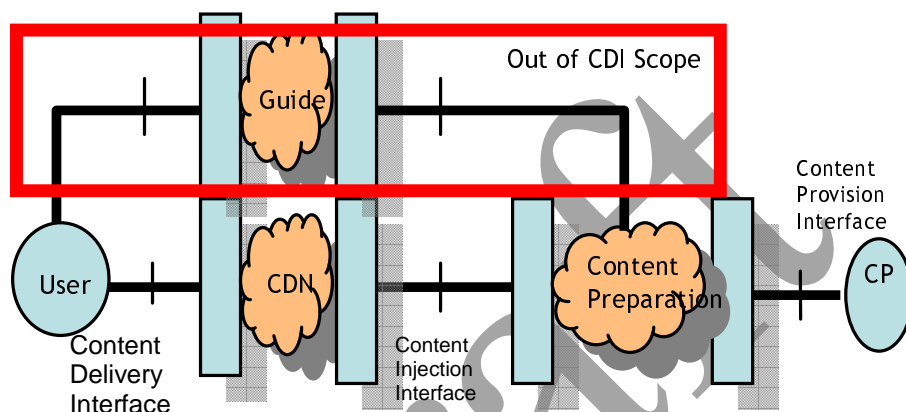 Out of CDI Scope
Guide
Content
Provision
Interface
User
CDN
Content
Preparation
CP
Content
Delivery
Interface
Content
Injection
Interface